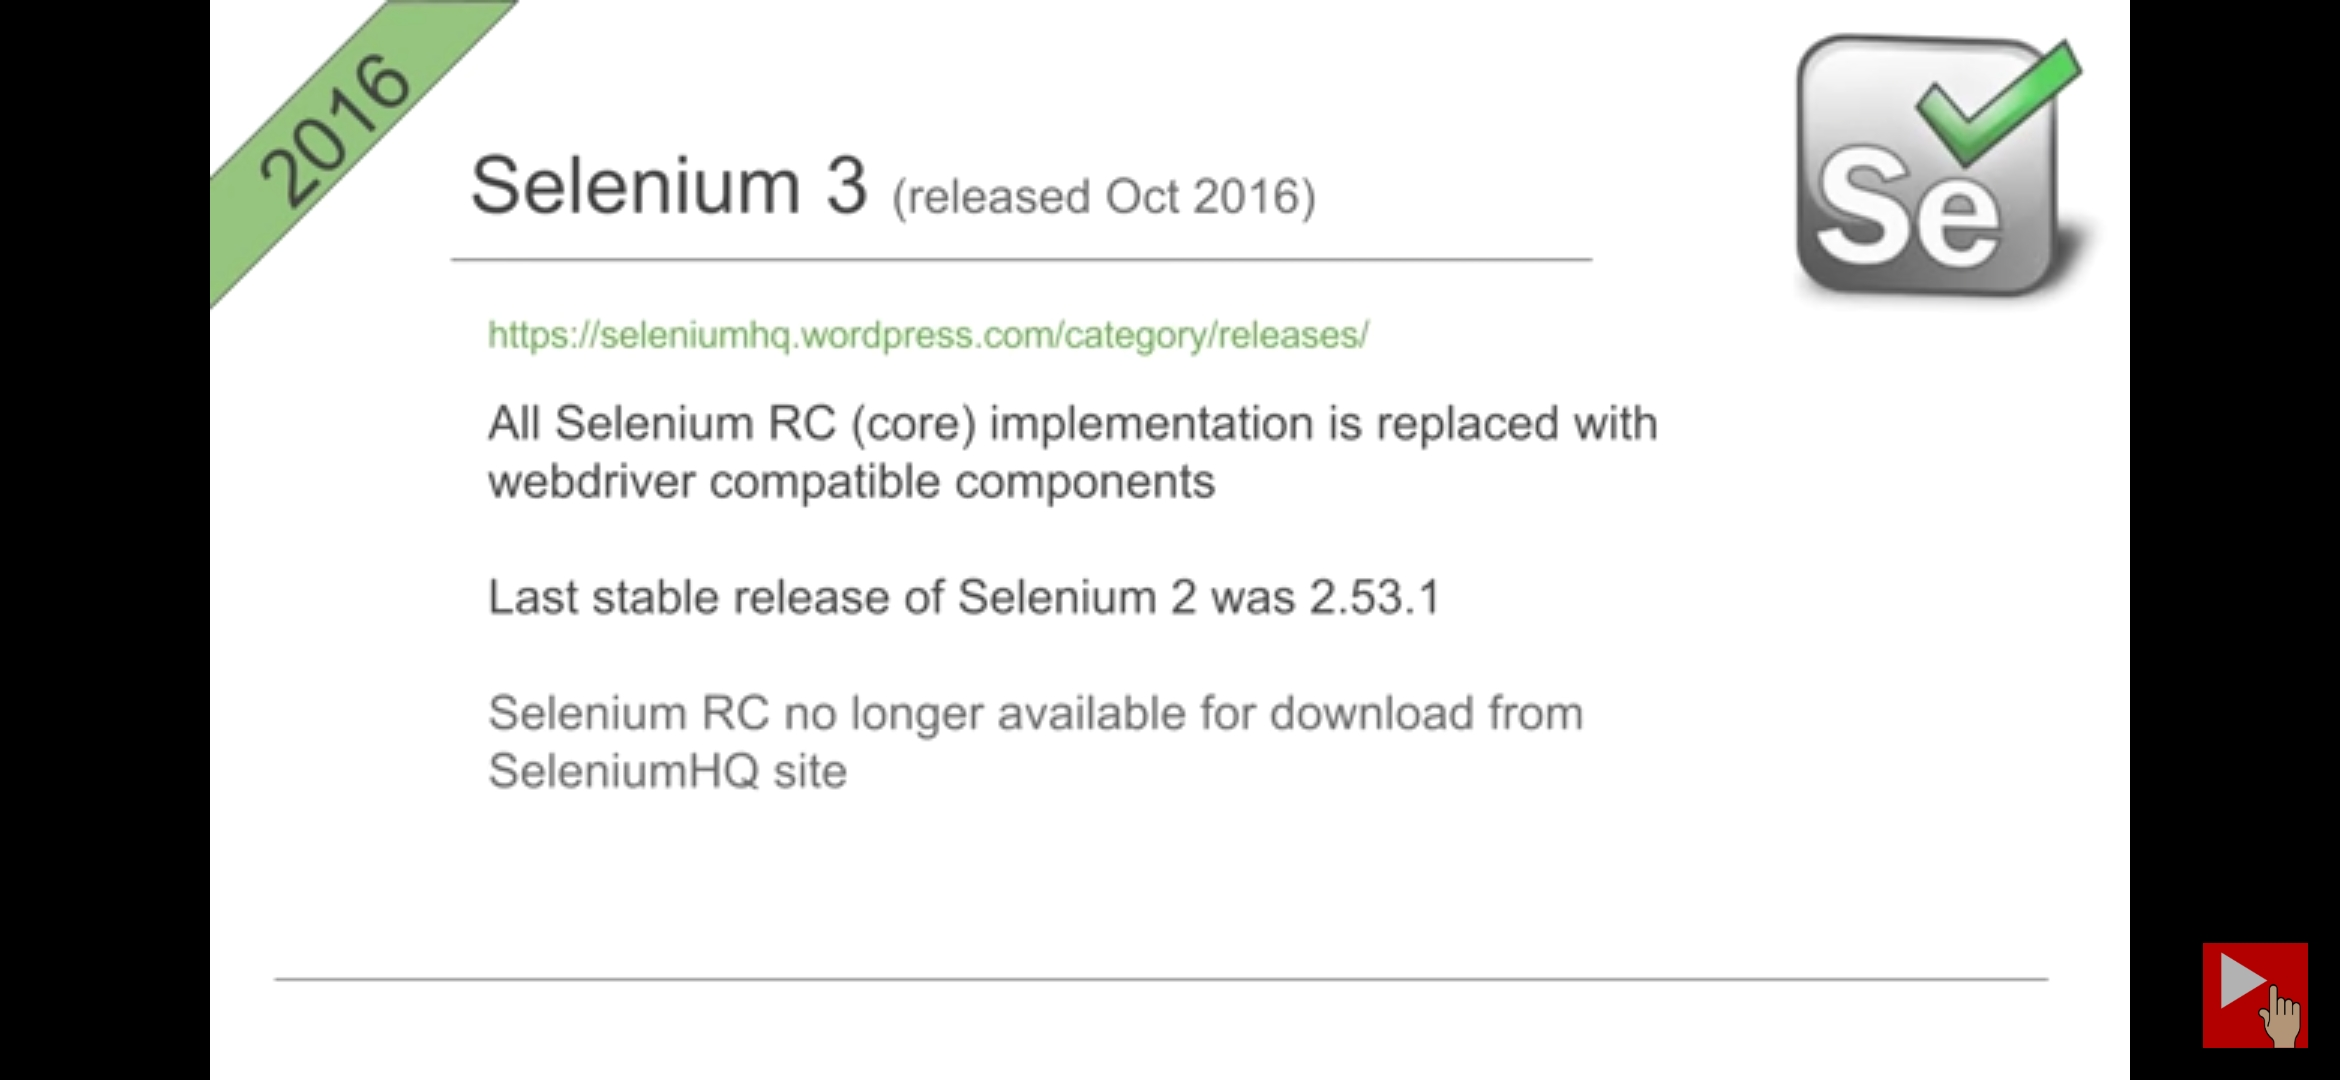 2016
Se
Selenium 3 (released Oct 2016)
https://seleniumhq.wordpress.com/category/releases/
All Selenium RC (core) implementation is replaced with
webdriver compatible components
Last stable release of Selenium 2 was 2.53.1
Selenium RC no longer available for download from
SeleniumHQ site